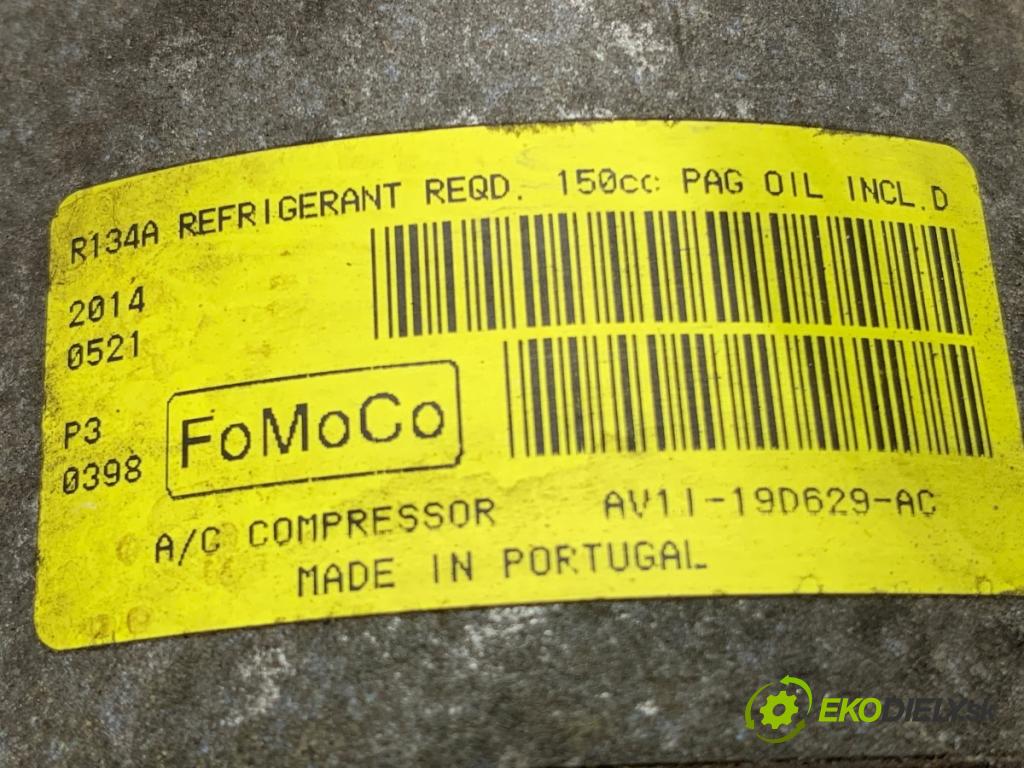 R134A REFRIGERANT REQD. 150cc PAG OIL INCL.D
2014
0521
P3
0398
FoMoCo
A/C COMPRESSOR AV11-19D629-AC
MADE IN PORTUGAL
EKODIELY.SK